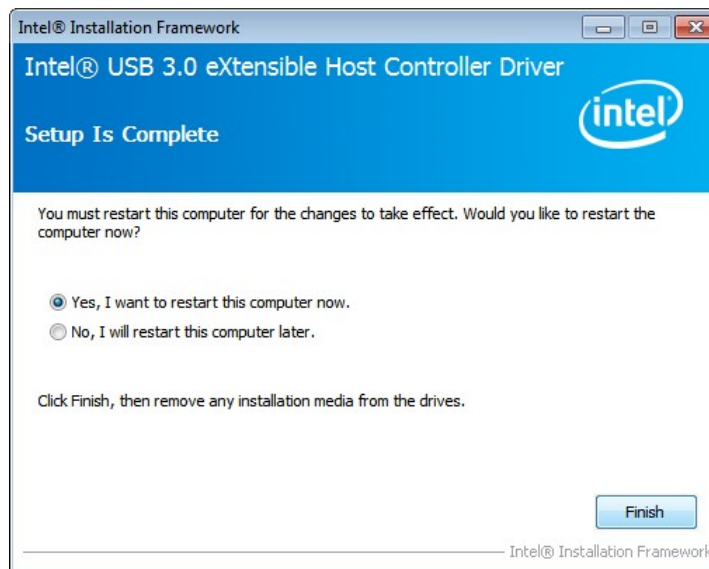 Intel® Installation Framework
Intel® USB 3.0 eXtensible Host Controller Driver
intel
Setup Is Complete
You must restart this computer for the changes to take effect. Would you like to restart the
computer now?
Yes, I want to restart this computer now.
No, I will restart this computer later.
Click Finish, then remove any installation media from the drives.
Finish
Intel® Installation Framework